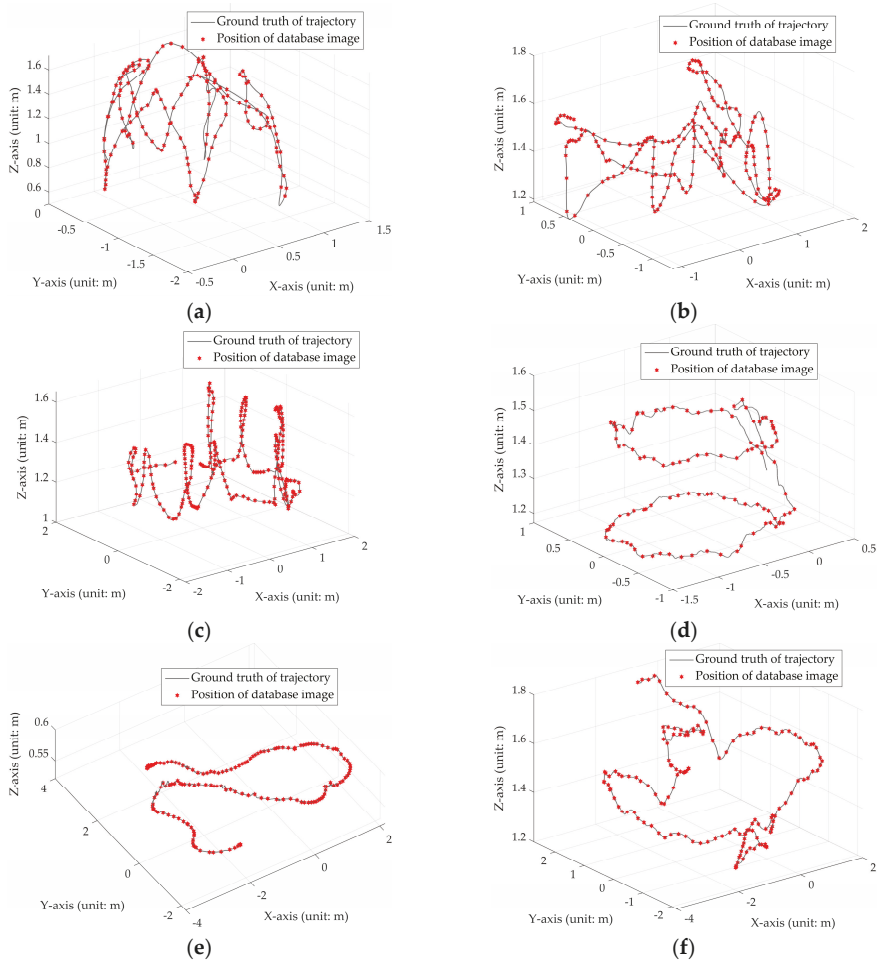 Ground truth of trajectory
Position of database image
1.6
1.4
1.2
1
0.8
0.6
Z-axis (unit: m)
0
-0.5
-1
-1.5
-2
Y-axis (unit: m)
-0.5
0
0.5
1
1.5
X-axis (unit: m)
(a)
Ground truth of trajectory
Position of database image
1.8
1.6
1.4
1.2
Z-axis (unit: m)
1
0.5
0
-0.5
-1
Y-axis (unit: m)
-1
0
1
2
X-axis (unit: m)
(b)
Ground truth of trajectory
Position of database image
1.6
1.4
1.2
1
Z-axis (unit: m)
2
0
-2
Y-axis (unit: m)
-2
-1
0
1
2
X-axis (unit: m)
(c)
Ground truth of trajectory
Position of database image
1.6
1.5
1.4
1.3
1.2
Z-axis (unit: m)
1
0.5
0
-0.5
-1
Y-axis (unit: m)
-1.5
-1
-0.5
0
0.5
X-axis (unit: m)
(d)
Ground truth of trajectory
Position of database image
0.6
0.55
Z-axis (unit: m)
4
2
0
-2
Y-axis (unit: m)
-4
-2
0
2
X-axis (unit: m)
(e)
Ground truth of trajectory
Position of database image
1.8
1.6
1.4
1.2
Z-axis (unit: m)
2
1
0
-1
-2
Y-axis (unit: m)
-4
-2
0
2
X-axis (unit: m)
(f)